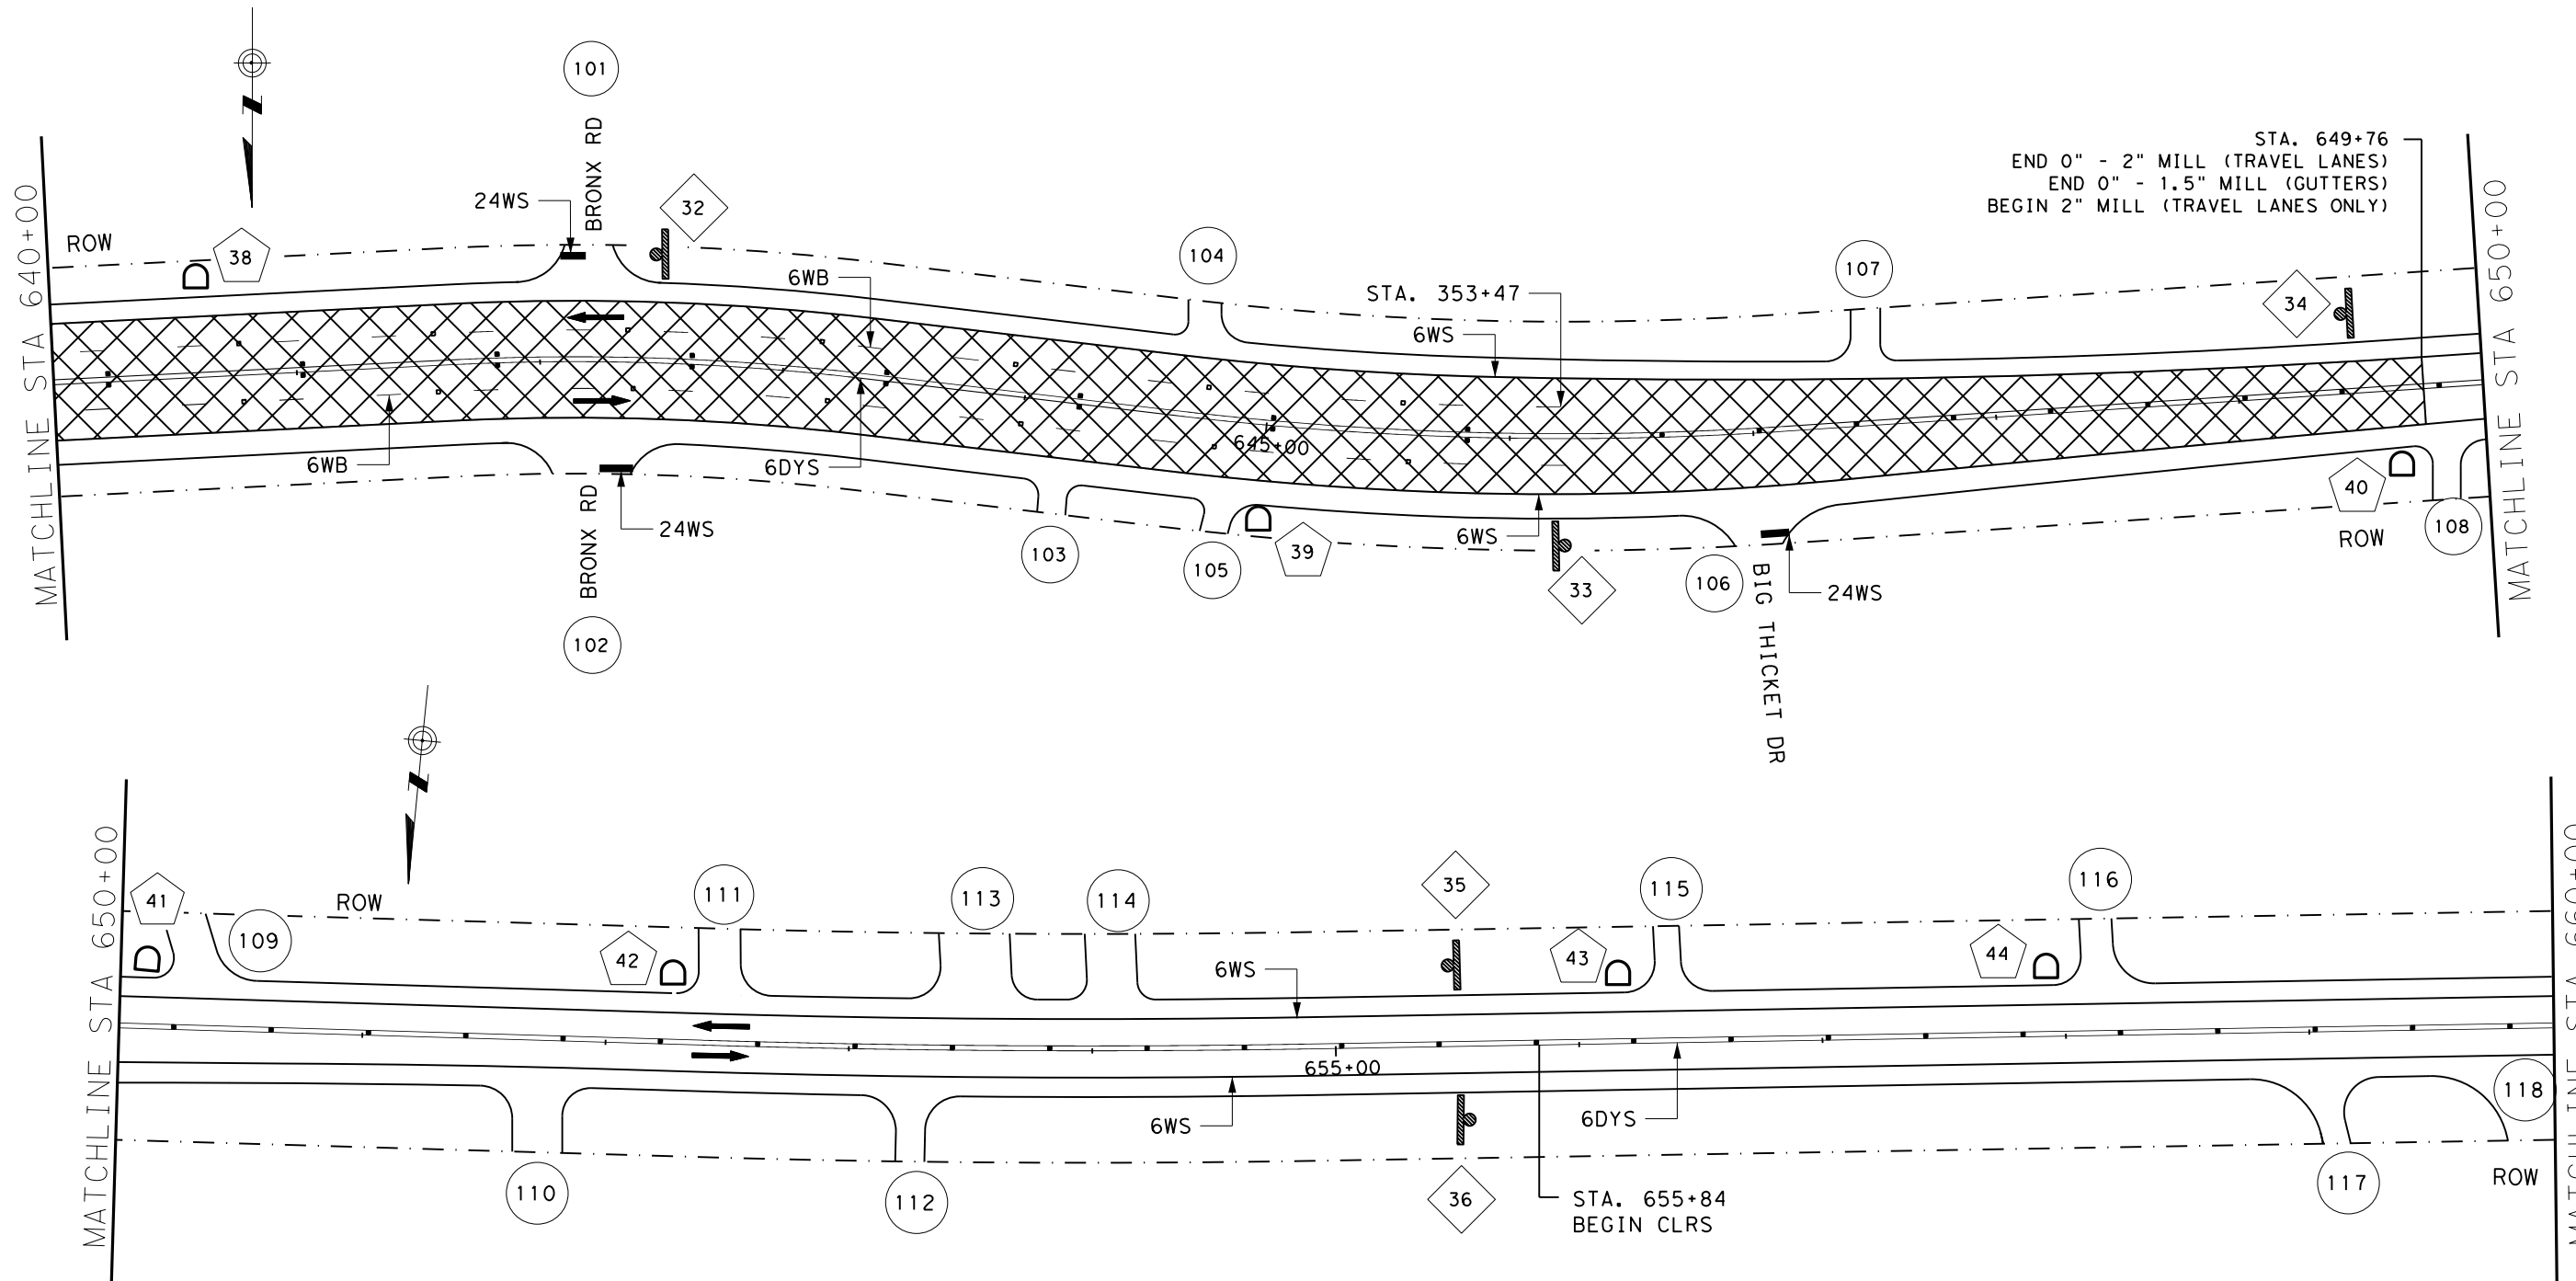 101
BRONX RD
24WS
32
STA. 649+76
END 0" - 2" MILL (TRAVEL LANES)
END 0" - 1.5" MILL (GUTTERS)
BEGIN 2" MILL (TRAVEL LANES ONLY)
MATCHLINE STA 640+00
ROW
38
6WB
104
STA. 353+47
6WS
107
34
MATCHLINE STA 650+00
645+00
6WB
6DYS
BRONX RD
24WS
102
103
105
39
6WS
33
106
BIG THICKET DR
24WS
40
ROW
108
MATCHLINE STA 650+00
41
109
ROW
42
111
113
114
6WS
35
43
115
44
116
MATCHLINE STA 660+00
655+00
6WS
6DYS
110
112
36
STA. 655+84
BEGIN CLRS
118
117
ROW